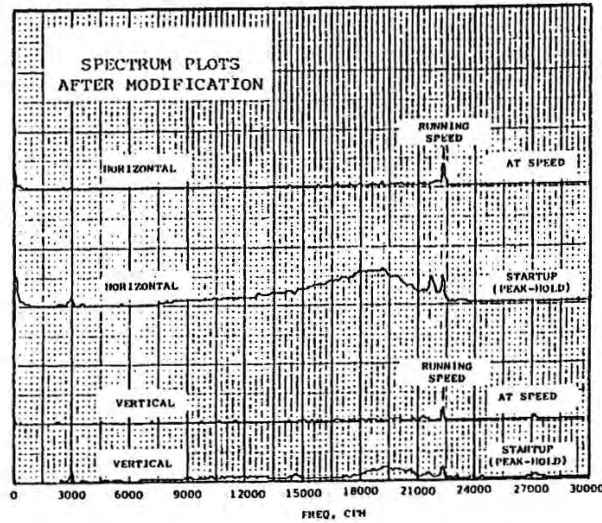 SPECTRUM PLOTS
AFTER MODIFICATION
RUNNING
SPEED
HORIZONTAL
AT SPEED
HORIZONTAL
STARTUP
(PEAK-HOLD)
RUNNING
SPEED
VERTICAL
AT SPEED
VERTICAL
STARTUP
(PEAK-HOLD)
0 3000 6000 9000 12000 15000 18000 21000 24000 27000 30000
FREQ, CPM